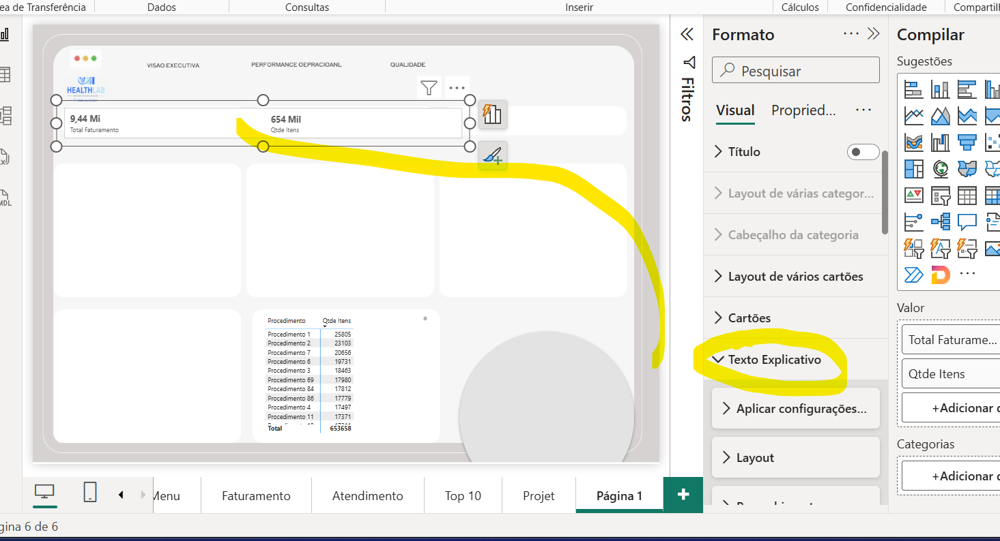 ea de Transferência Dados Consultas Inserir Cálculos Confidencialidade Compartil
VISAO EXECUTIVA PERFORMANCE OEPRACIOANL QUALIDADE
HEALTHLAB
9,44 Mi
Total Faturamento
654 Mil
Qtde Itens
Procedimento Qtde Itens
Procedimento 1 25805
Procedimento 2 23103
Procedimento 7 20656
Procedimento 6 19731
Procedimento 3 18463
Procedimento 69 17980
Procedimento 84 17812
Procedimento 86 17779
Procedimento 4 17497
Procedimento 11 17371
Total 653658
Filtros
Formato
Pesquisar
Visual Propried...
Título
Layout de várias categor...
Cabeçalho da categoria
Layout de vários cartões
Cartões
Texto Explicativo
Aplicar configurações...
Layout
Compilar
Sugestões
Valor
Total Faturame...
Qtde Itens
+Adicionar d
Categorias
+Adicionar d
Menu Faturamento Atendimento Top 10 Projet Página 1
gina 6 de 6